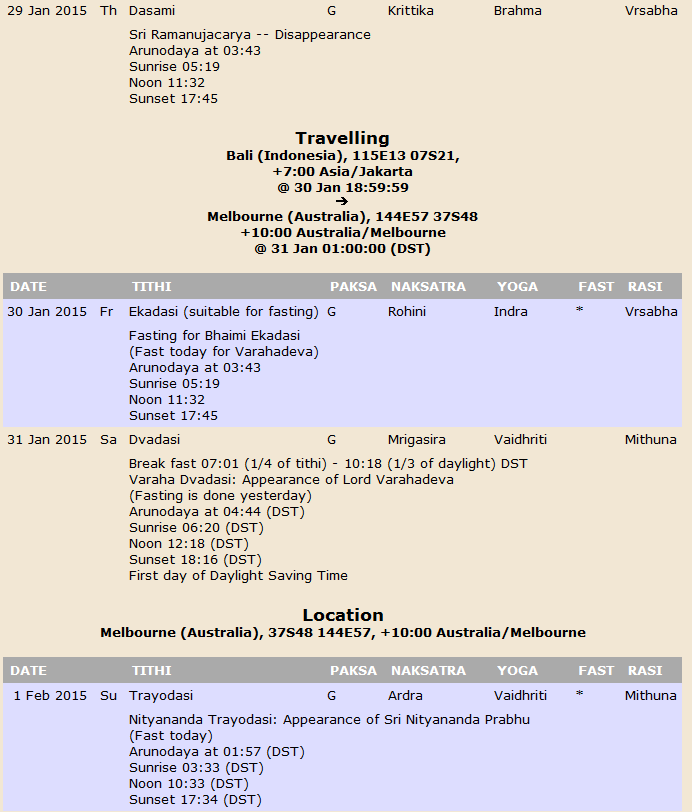 29 Jan 2015 Th Dasami G Krittika Brahma Vrsabha
Sri Ramanujacarya -- Disappearance
Arunodaya at 03:43
Sunrise 05:19
Noon 11:32
Sunset 17:45
Travelling
Bali (Indonesia), 115E13 07S21,
+7:00 Asia/Jakarta
@ 30 Jan 18:59:59
➔
Melbourne (Australia), 144E57 37S48
+10:00 Australia/Melbourne
@ 31 Jan 01:00:00 (DST)
DATE TITHI PAKSA NAKSATRA YOGA FAST RASI
30 Jan 2015 Fr Ekadasi (suitable for fasting) G Rohini Indra * Vrsabha
Fasting for Bhaimi Ekadasi
(Fast today for Varahadeva)
Arunodaya at 03:43
Sunrise 05:19
Noon 11:32
Sunset 17:45
31 Jan 2015 Sa Dvadasi G Mrigasira Vaidhriti Mithuna
Break fast 07:01 (1/4 of tithi) - 10:18 (1/3 of daylight) DST
Varaha Dvadasi: Appearance of Lord Varahadeva
(Fasting is done yesterday)
Arunodaya at 04:44 (DST)
Sunrise 06:20 (DST)
Noon 12:18 (DST)
Sunset 18:16 (DST)
First day of Daylight Saving Time
Location
Melbourne (Australia), 37S48 144E57, +10:00 Australia/Melbourne
DATE TITHI PAKSA NAKSATRA YOGA FAST RASI
1 Feb 2015 Su Trayodasi G Ardra Vaidhriti * Mithuna
Nityananda Trayodasi: Appearance of Sri Nityananda Prabhu
(Fast today)
Arunodaya at 01:57 (DST)
Sunrise 03:33 (DST)
Noon 10:33 (DST)
Sunset 17:34 (DST)